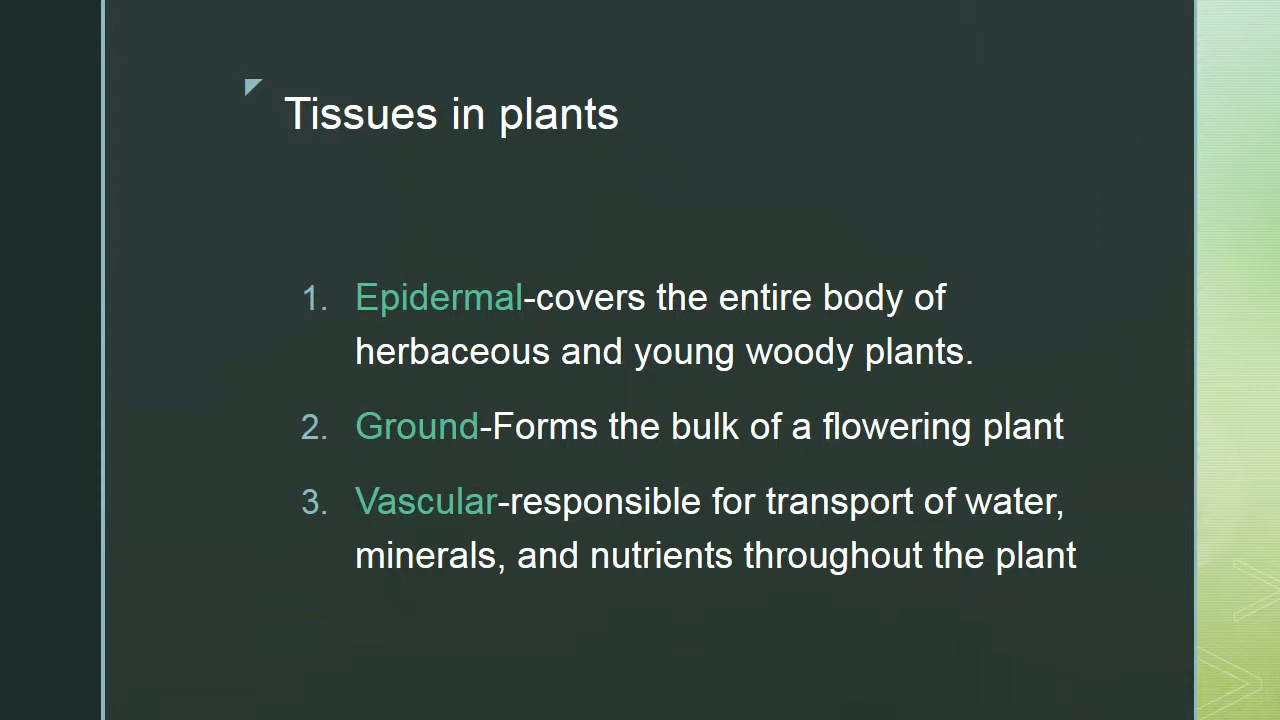 Tissues in plants
1. Epidermal-covers the entire body of
herbaceous and young woody plants.
2. Ground-Forms the bulk of a flowering plant
3. Vascular-responsible for transport of water,
minerals, and nutrients throughout the plant